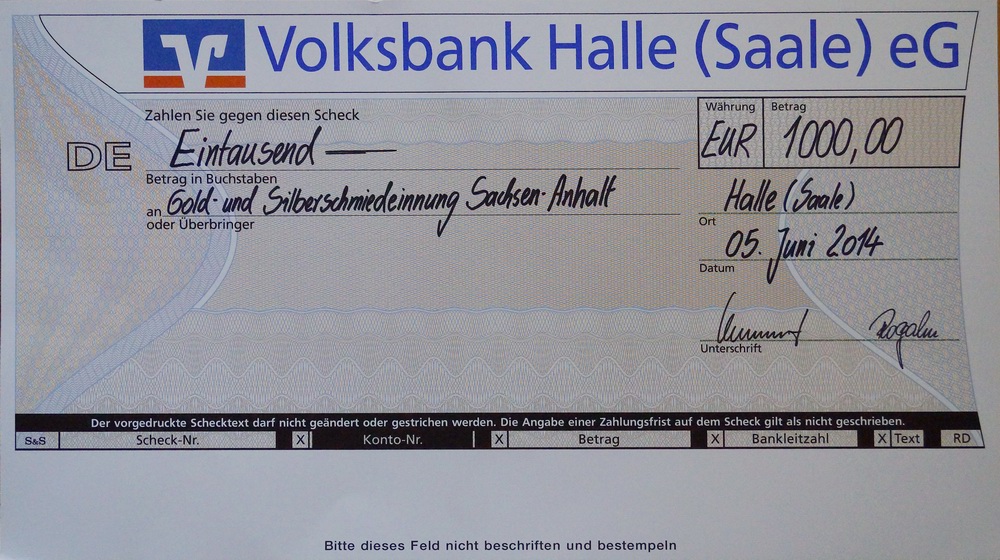 Volksbank Halle (Saale) eG
Zahlen Sie gegen diesen Scheck
Währung Betrag
DE Eintausend EUR 1000,00
Betrag in Buchstaben
an Gold- und Silberschmiedeinnung Sachsen-Anhalt
oder Überbringer
Halle (Saale)
Ort
05. Juni 2014
Datum
Unterschrift
Der vorgedruckte Schecktext darf nicht geändert oder gestrichen werden. Die Angabe einer Zahlungsfrist auf dem Scheck gilt als nicht geschrieben.
S&S Scheck-Nr. X Konto-Nr. X Betrag X Bankleitzahl X Text RD
Bitte dieses Feld nicht beschriften und bestempeln